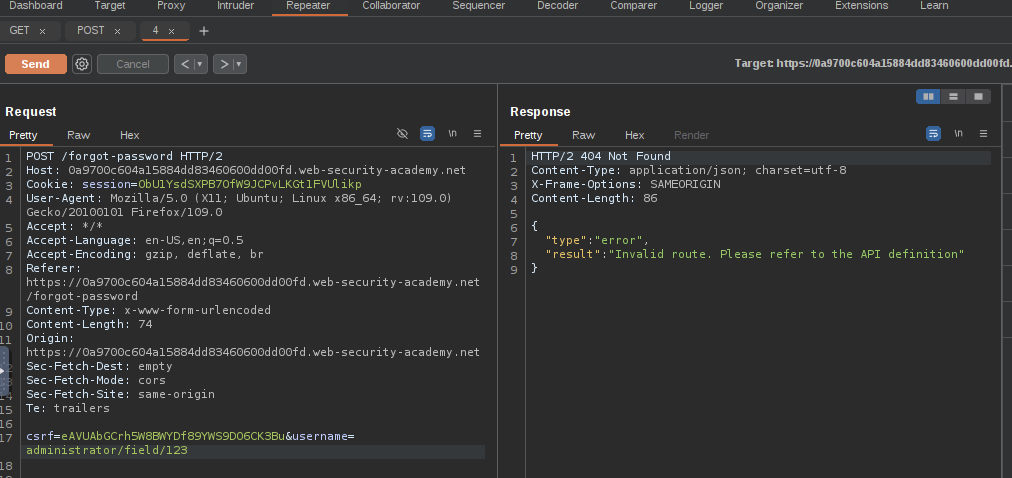 Dashboard Target Proxy Intruder Repeater Collaborator Sequencer Decoder Comparer Logger Organizer Extensions Learn
GET × POST × 4 × +
Send Cancel < ▾ > ▾ Target: https://0a9700c604a15884dd83460600dd00fd.
Request
Pretty Raw Hex \n
1 POST /forgot-password HTTP/2
2 Host: 0a9700c604a15884dd83460600dd00fd.web-security-academy.net
3 Cookie: session=0bU1YsdSXPB7OfW9JCPvLKGt1FVUlikp
4 User-Agent: Mozilla/5.0 (X11; Ubuntu; Linux x86_64; rv:109.0)
Gecko/20100101 Firefox/109.0
5 Accept: */*
6 Accept-Language: en-US,en;q=0.5
7 Accept-Encoding: gzip, deflate, br
8 Referer:
https://0a9700c604a15884dd83460600dd00fd.web-security-academy.net
/forgot-password
9 Content-Type: x-www-form-urlencoded
10 Content-Length: 74
11 Origin:
https://0a9700c604a15884dd83460600dd00fd.web-security-academy.net
12 Sec-Fetch-Dest: empty
13 Sec-Fetch-Mode: cors
14 Sec-Fetch-Site: same-origin
15 Te: trailers
16
17 csrf=eAVUAbGCrh5W8BWYDf89YWS9DO6CK3Bu&username=
administrator/field/123
18
Response
Pretty Raw Hex Render \n
1 HTTP/2 404 Not Found
2 Content-Type: application/json; charset=utf-8
3 X-Frame-Options: SAMEORIGIN
4 Content-Length: 86
5
6 {
7 "type":"error",
8 "result":"Invalid route. Please refer to the API definition"
9 }